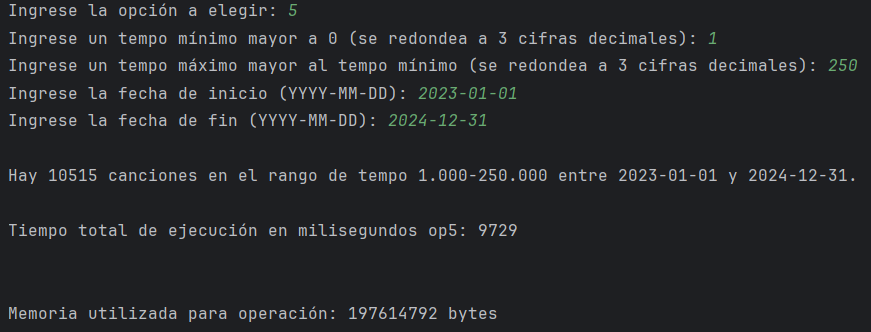 Ingrese la opción a elegir: 5
Ingrese un tempo mínimo mayor a 0 (se redondea a 3 cifras decimales): 1
Ingrese un tempo máximo mayor al tempo mínimo (se redondea a 3 cifras decimales): 250
Ingrese la fecha de inicio (YYYY-MM-DD): 2023-01-01
Ingrese la fecha de fin (YYYY-MM-DD): 2024-12-31
Hay 10515 canciones en el rango de tempo 1.000-250.000 entre 2023-01-01 y 2024-12-31.
Tiempo total de ejecución en milisegundos op5: 9729
Memoria utilizada para operación: 197614792 bytes